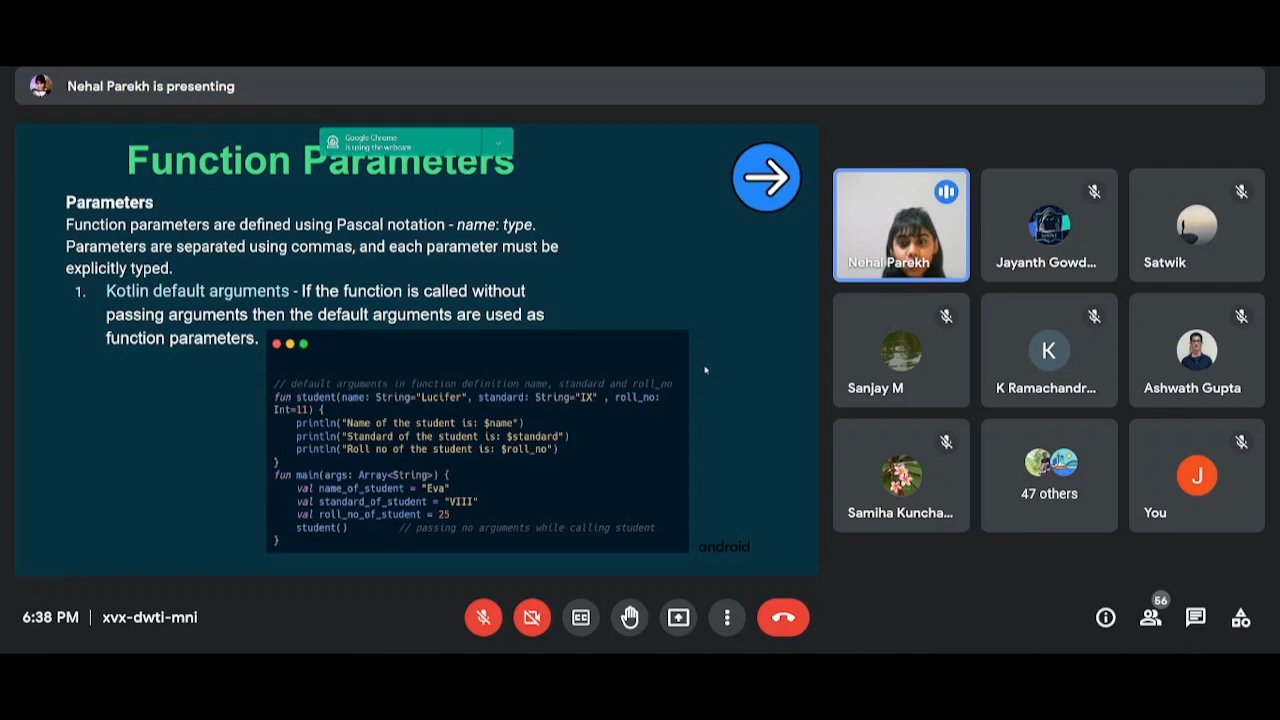 Nehal Parekh is presenting
Google Chrome
is using the webcam
Function Parameters
Parameters
Function parameters are defined using Pascal notation - name: type.
Parameters are separated using commas, and each parameter must be
explicitly typed.
1. Kotlin default arguments - If the function is called without
passing arguments then the default arguments are used as
function parameters.
// default arguments in function definition name, standard and roll_no
fun student(name: String="Lucifer", standard: String="IX" , roll_no:
Int=11) {
println("Name of the student is: $name")
println("Standard of the student is: $standard")
println("Roll no of the student is: $roll_no")
}
fun main(args: Array<String>) {
val name_of_student = "Eva"
val standard_of_student = "VIII"
val roll_no_of_student = 25
student() // passing no arguments while calling student
}
android
Nehal Parekh
Jayanth Gowd...
Satwik
Sanjay M
K
K Ramachandr...
Ashwath Gupta
Samiha Kuncha...
47 others
J
You
6:38 PM | xvx-dwti-mni
CC
56